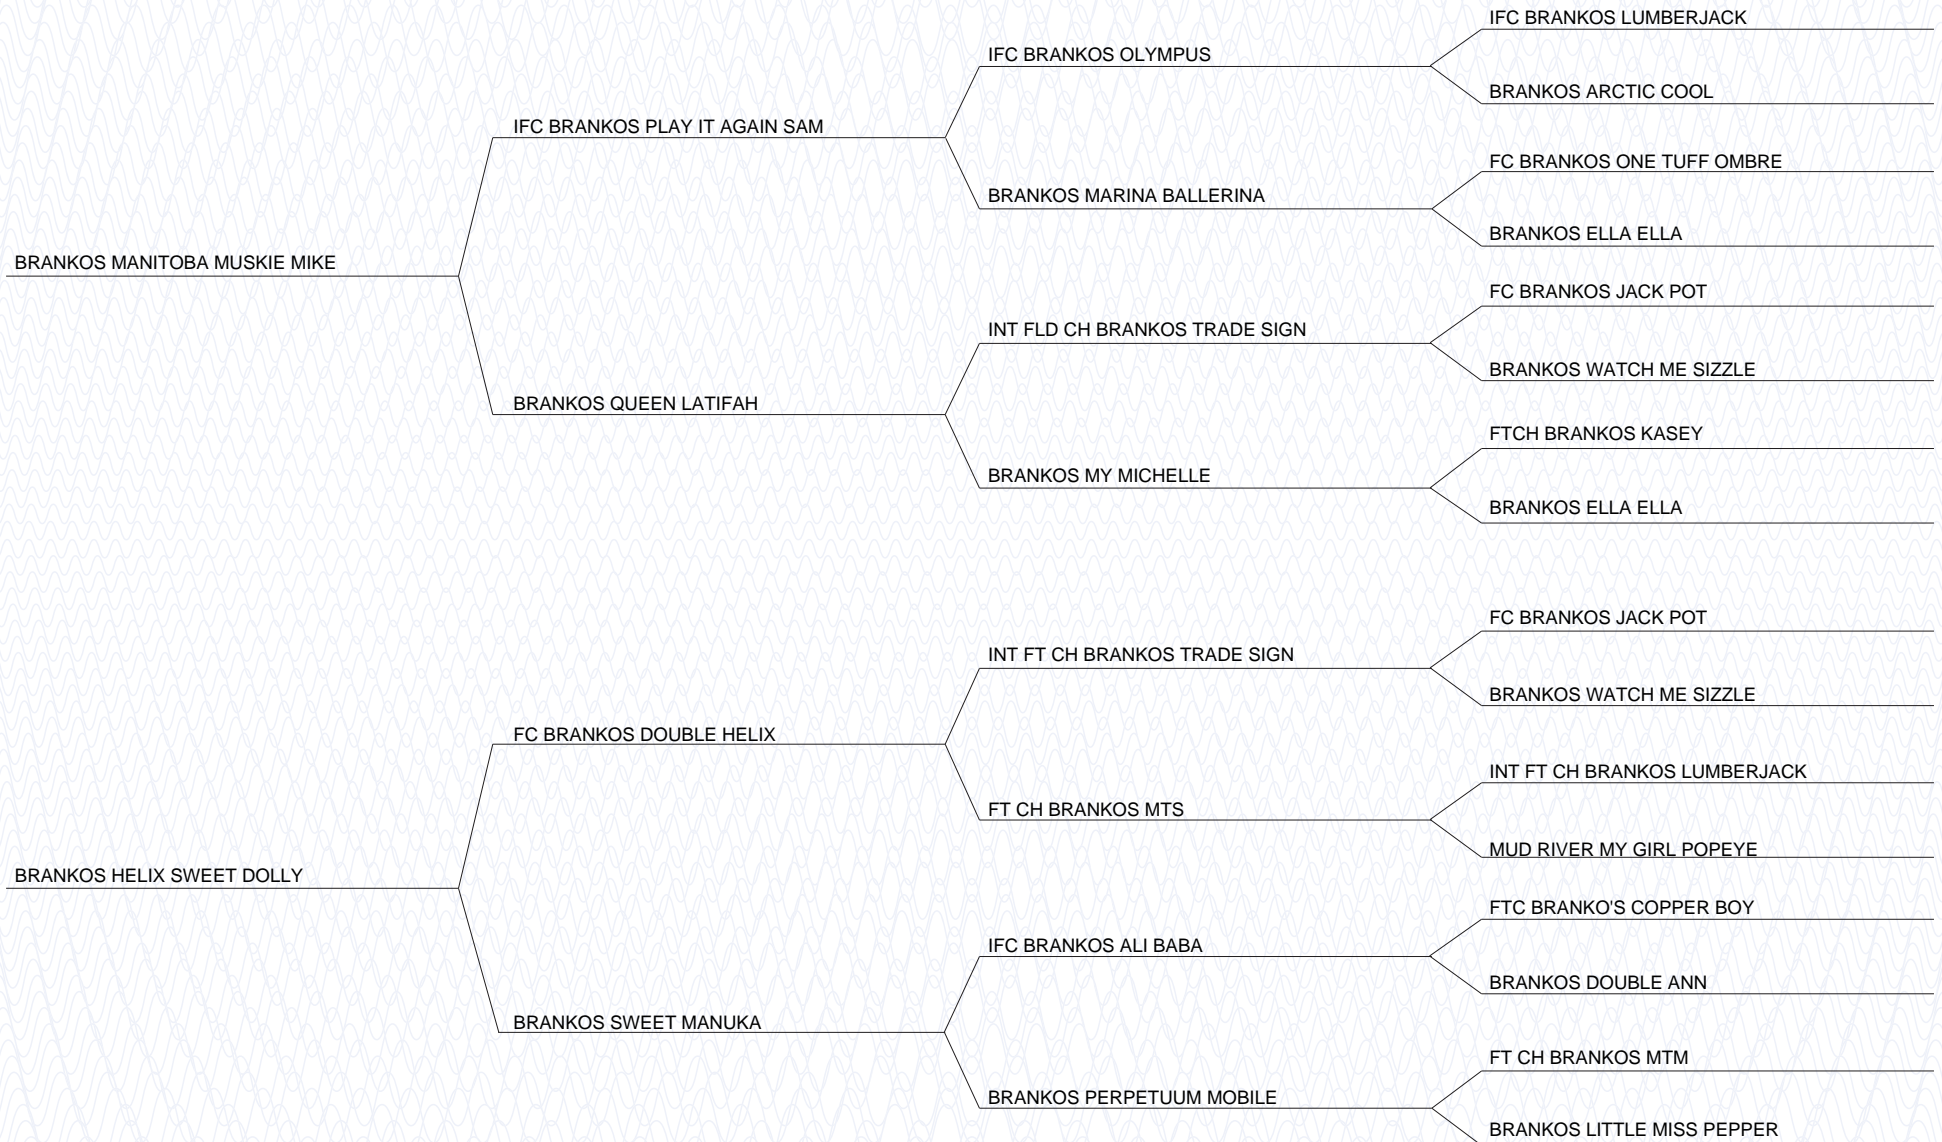 IFC BRANKOS LUMBERJACK
IFC BRANKOS OLYMPUS
BRANKOS ARCTIC COOL
IFC BRANKOS PLAY IT AGAIN SAM
FC BRANKOS ONE TUFF OMBRE
BRANKOS MARINA BALLERINA
BRANKOS ELLA ELLA
BRANKOS MANITOBA MUSKIE MIKE
FC BRANKOS JACK POT
INT FLD CH BRANKOS TRADE SIGN
BRANKOS WATCH ME SIZZLE
BRANKOS QUEEN LATIFAH
FTCH BRANKOS KASEY
BRANKOS MY MICHELLE
BRANKOS ELLA ELLA
FC BRANKOS JACK POT
INT FT CH BRANKOS TRADE SIGN
BRANKOS WATCH ME SIZZLE
FC BRANKOS DOUBLE HELIX
INT FT CH BRANKOS LUMBERJACK
FT CH BRANKOS MTS
MUD RIVER MY GIRL POPEYE
BRANKOS HELIX SWEET DOLLY
FTC BRANKO'S COPPER BOY
IFC BRANKOS ALI BABA
BRANKOS DOUBLE ANN
BRANKOS SWEET MANUKA
FT CH BRANKOS MTM
BRANKOS PERPETUUM MOBILE
BRANKOS LITTLE MISS PEPPER